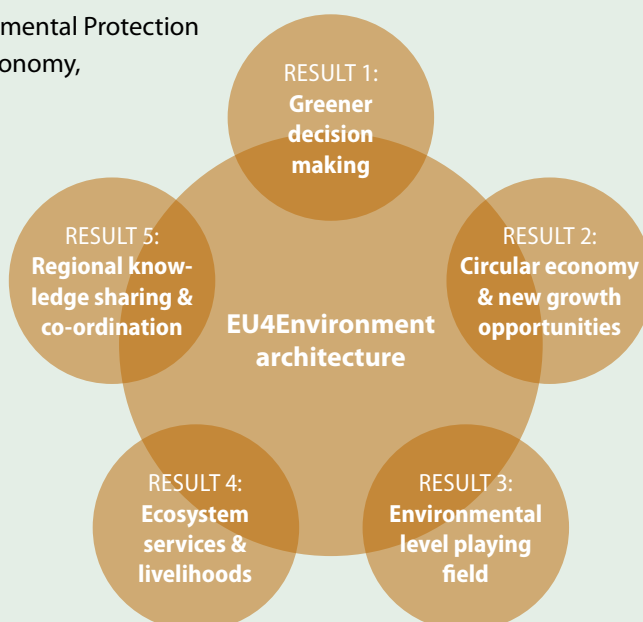 mental Protection
onomy,
RESULT 1:
Greener
decision
making
RESULT 2:
Circular economy
& new growth
opportunities
RESULT 3:
Environmental
level playing
field
RESULT 4:
Ecosystem
services &
livelihoods
RESULT 5:
Regional know-
ledge sharing &
co-ordination
EU4Environment
architecture